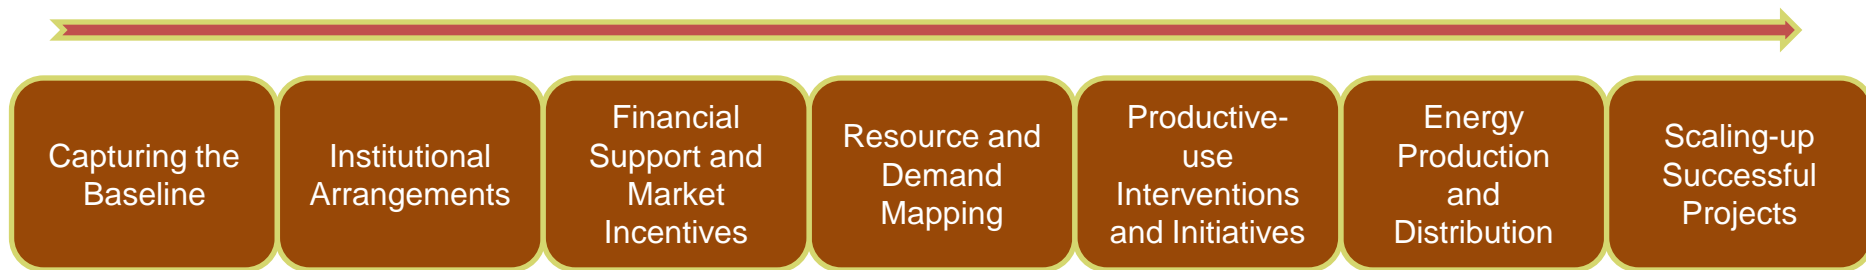 Capturing the
Baseline
Institutional
Arrangements
Financial
Support and
Market
Incentives
Resource and
Demand
Mapping
Productive-
use
Interventions
and Initiatives
Energy
Production
and
Distribution
Scaling-up
Successful
Projects